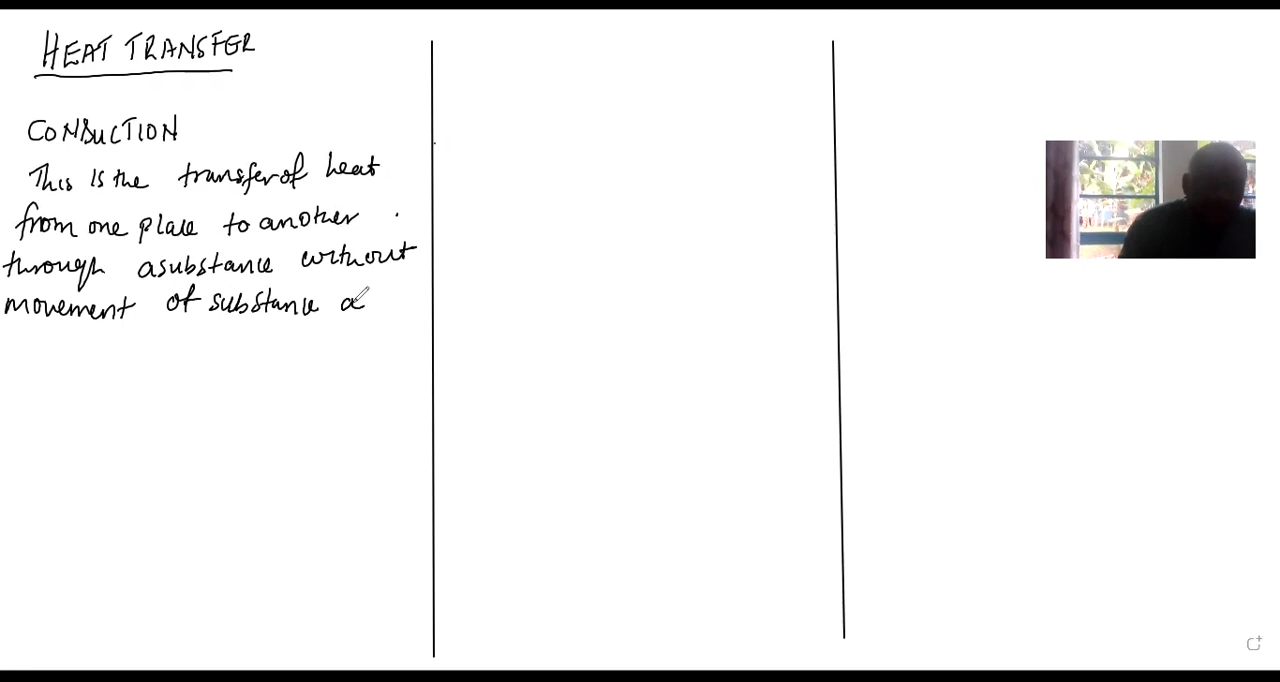 HEAT TRANSFER
CONDUCTION
This is the transfer of heat
from one place to another
through a substance without
movement of substance a